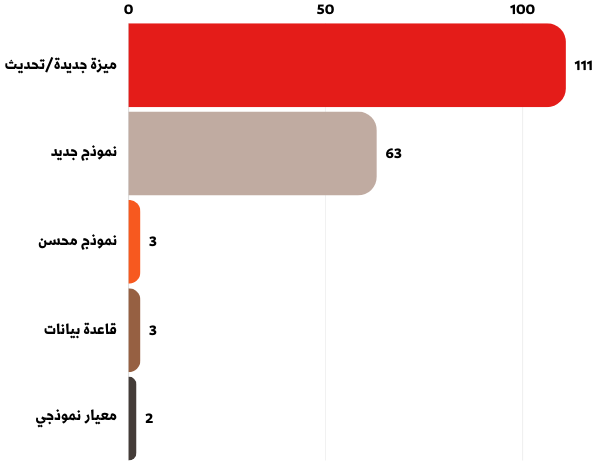 0 50 100
ميزة جديدة/تحديث 111
نموذج جديد 63
نموذج محسن 3
قاعدة بيانات 3
معيار نموذجي 2